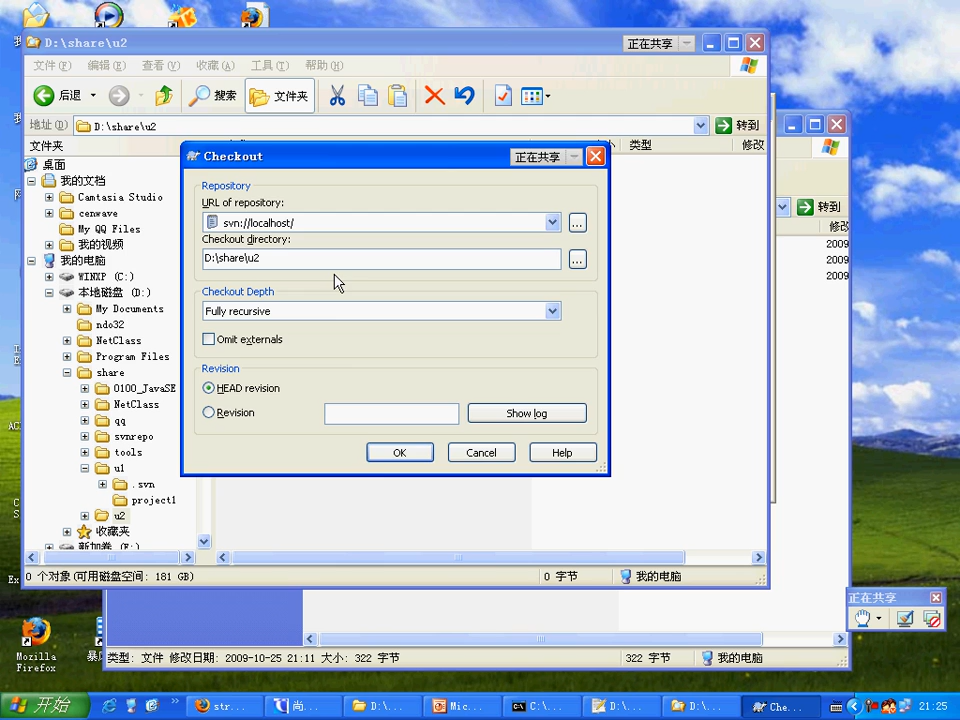 D:\share\u2
正在共享
文件(F) 编辑(E) 查看(V) 收藏(A) 工具(T) 帮助(H)
后退 搜索 文件夹
地址(D) D:\share\u2 转到
文件夹 类型 修改
桌面
我的文档
Camtasia Studio
cenwave
My QQ Files
我的视频
我的电脑
WINXP (C:)
本地磁盘 (D:)
My Documents
ndo32
NetClass
Program Files
share
0100_JavaSE
NetClass
qq
svnrepo
tools
u1
.svn
project1
u2
收藏夹
新加卷 (E:)
Checkout
正在共享
Repository
URL of repository:
svn://localhost/
...
Checkout directory:
D:\share\u2
...
Checkout Depth
Fully recursive
Omit externals
Revision
HEAD revision
Revision
Show log
OK Cancel Help
0 个对象(可用磁盘空间: 181 GB) 0 字节 我的电脑
转到
修改
2009
2009
2009
正在共享
类型: 文件 修改日期: 2009-10-25 21:11 大小: 322 字节 322 字节 我的电脑
Mozilla
Firefox
开始 str... 尚... D:\... Mic... C:\... D:\... D:\... Che... 21:25